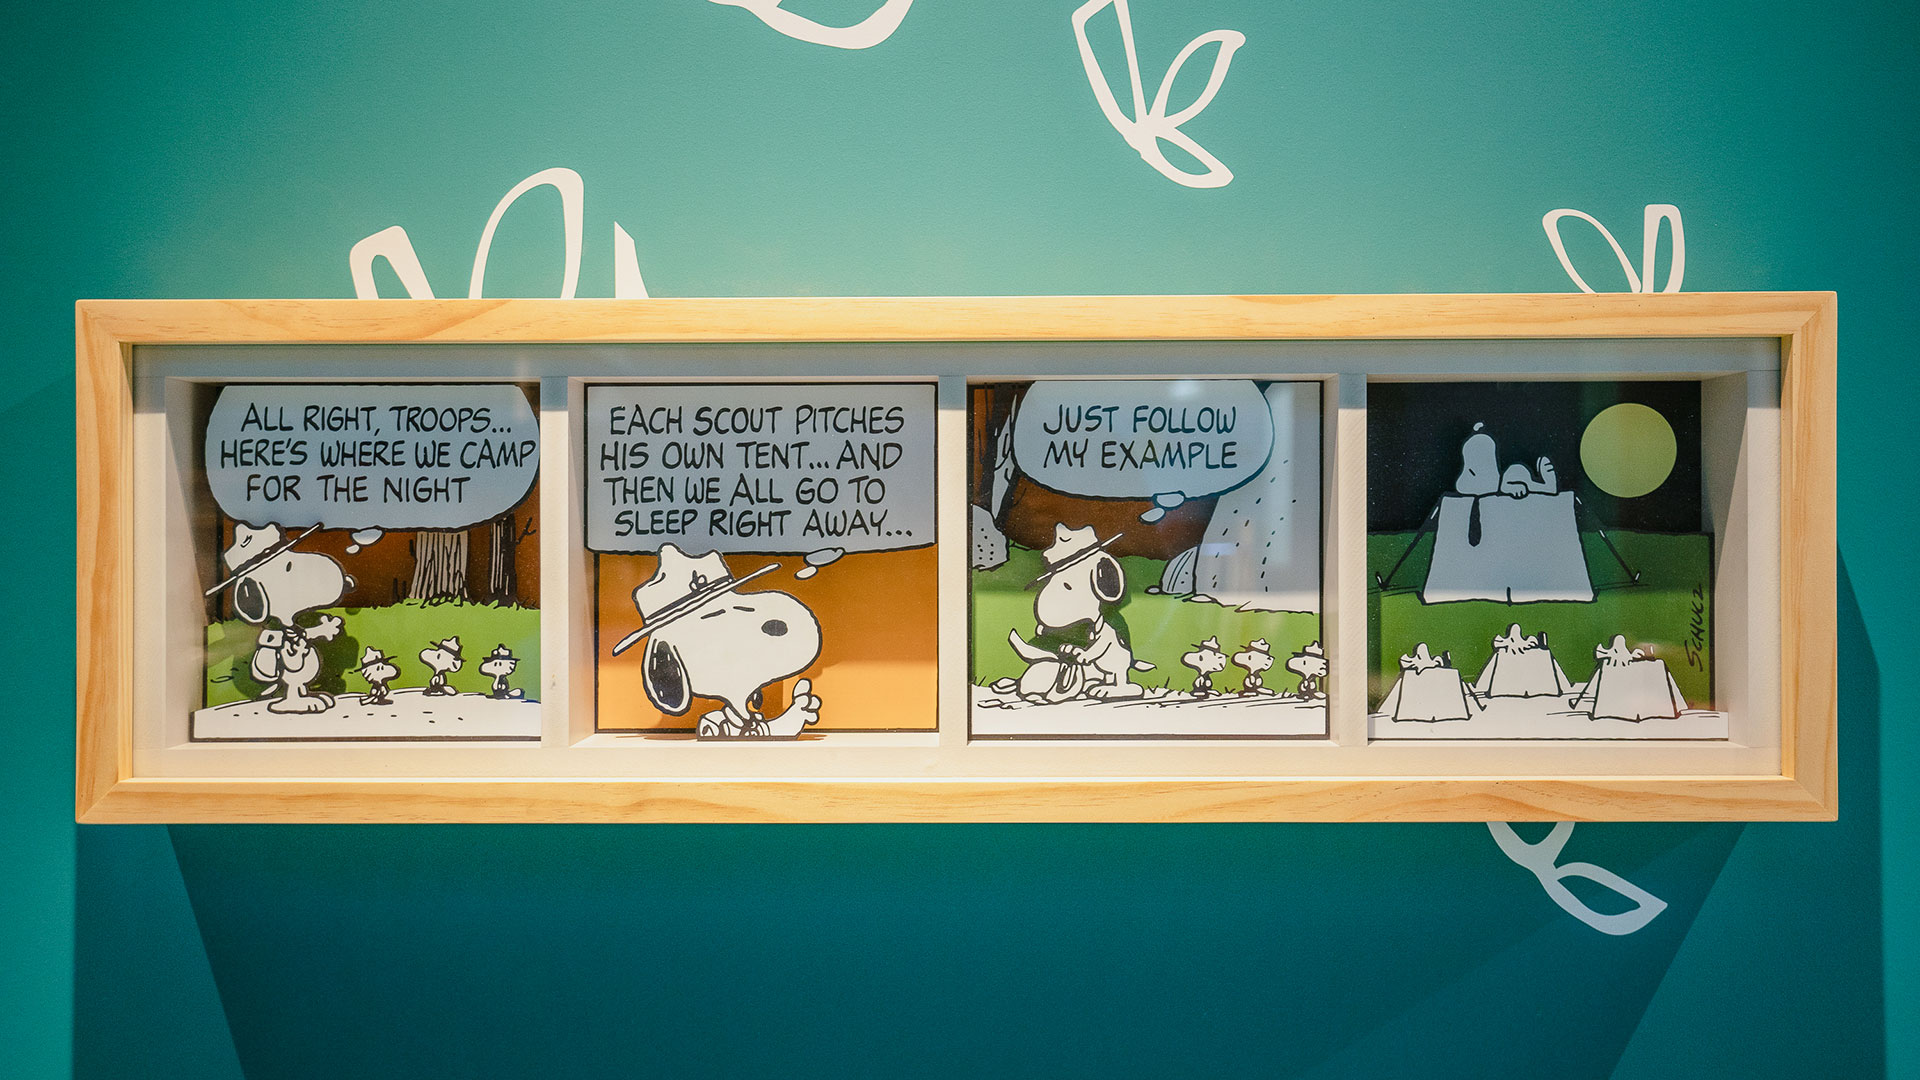 ALL RIGHT, TROOPS...
HERE'S WHERE WE CAMP
FOR THE NIGHT
EACH SCOUT PITCHES
HIS OWN TENT... AND
THEN WE ALL GO TO
SLEEP RIGHT AWAY...
JUST FOLLOW
MY EXAMPLE
SCHULZ